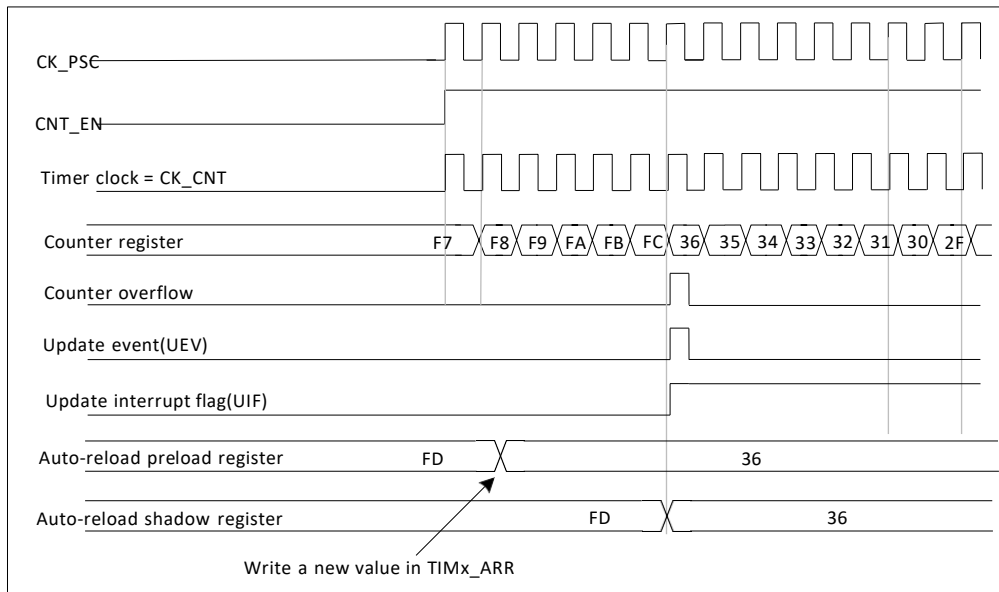 CK_PSC
CNT_EN
Timer clock = CK_CNT
Counter register F7 F8 F9 FA FB FC 36 35 34 33 32 31 30 2F
Counter overflow
Update event(UEV)
Update interrupt flag(UIF)
Auto-reload preload register FD 36
Auto-reload shadow register FD 36
Write a new value in TIMx_ARR